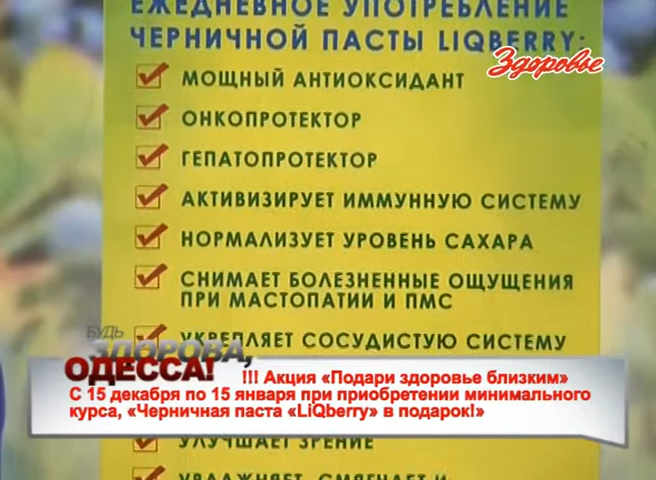 ЕЖЕДНЕВНОЕ УПОТРЕБЛЕНИЕ
ЧЕРНИЧНОЙ ПАСТЫ LIQBERRY:
Здоровье
МОЩНЫЙ АНТИОКСИДАНТ
ОНКОПРОТЕКТОР
ГЕПАТОПРОТЕКТОР
АКТИВИЗИРУЕТ ИММУННУЮ СИСТЕМУ
НОРМАЛИЗУЕТ УРОВЕНЬ САХАРА
СНИМАЕТ БОЛЕЗНЕННЫЕ ОЩУЩЕНИЯ
ПРИ МАСТОПАТИИ И ПМС
УКРЕПЛЯЕТ СОСУДИСТУЮ СИСТЕМУ
БУДЬ
ЗДОРОВА,
ОДЕССА!
!!! Акция «Подари здоровье близким»
С 15 декабря по 15 января при приобретении минимального
курса, «Черничная паста «LiQberry» в подарок!»
УЛУЧШАЕТ ЗРЕНИЕ
УВЛАЖНЯЕТ, СМЯГЧАЕТ И